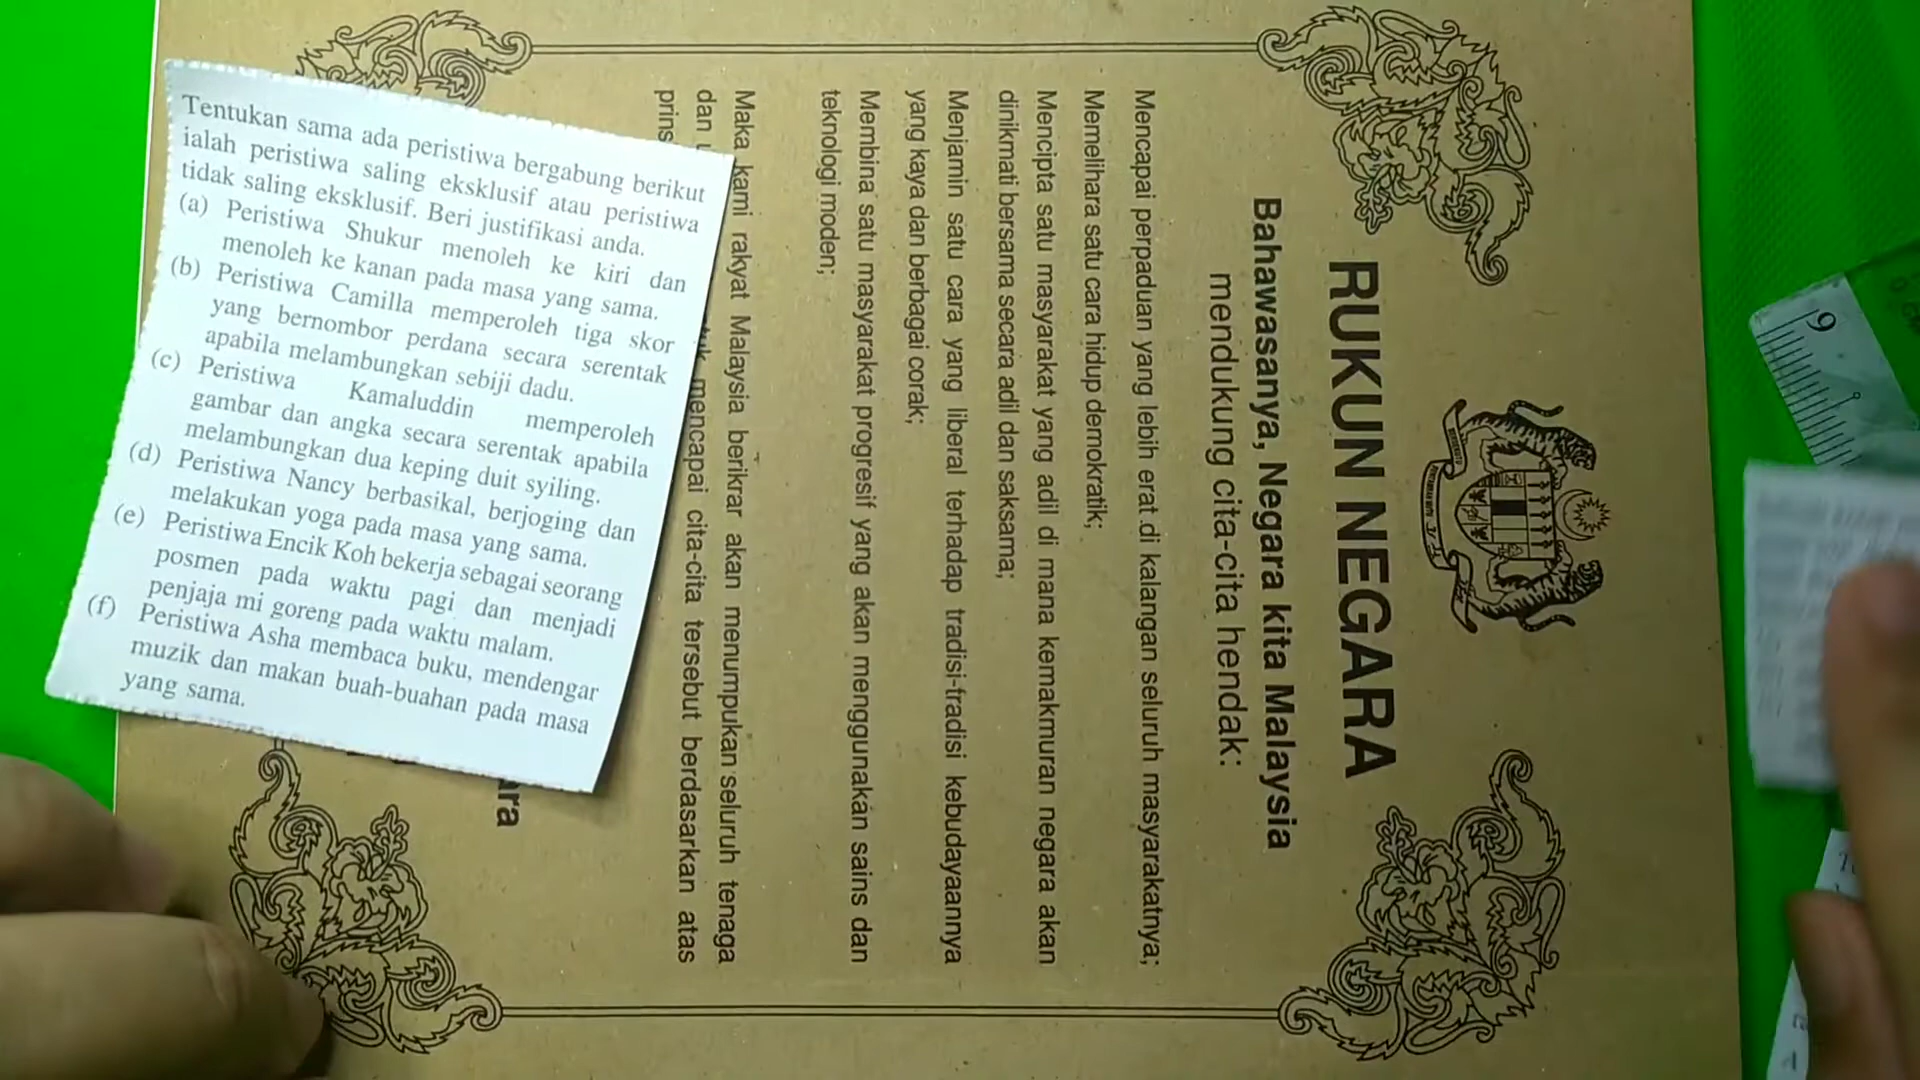 Tentukan sama ada peristiwa bergabung berikut
ialah peristiwa saling eksklusif atau peristiwa
tidak saling eksklusif. Beri justifikasi anda.
(a) Peristiwa Shukur menoleh ke kiri dan
menoleh ke kanan pada masa yang sama.
(b) Peristiwa Camilla memperoleh tiga skor
yang bernombor perdana secara serentak
apabila melambungkan sebiji dadu.
(c) Peristiwa Kamaluddin memperoleh
gambar dan angka secara serentak apabila
melambungkan dua keping duit syiling.
(d) Peristiwa Nancy berbasikal, berjoging dan
melakukan yoga pada masa yang sama.
(e) Peristiwa Encik Koh bekerja sebagai seorang
posmen pada waktu pagi dan menjadi
penjaja mi goreng pada waktu malam.
(f) Peristiwa Asha membaca buku, mendengar
muzik dan makan buah-buahan pada masa
yang sama.
RUKUN NEGARA
Bahawasanya, Negara kita Malaysia
mendukung cita-cita hendak:
Mencapai perpaduan yang lebih erat di kalangan seluruh masyarakatnya;
Memelihara satu cara hidup demokratik;
Mencipta satu masyarakat yang adil di mana kemakmuran negara akan
dinikmati bersama secara adil dan saksama;
Menjamin satu cara yang liberal terhadap tradisi-tradisi kebudayaannya
yang kaya dan berbagai corak;
Membina satu masyarakat progresif yang akan menggunakan sains dan
teknologi moden;
Maka kami rakyat Malaysia berikrar akan menumpukan seluruh tenaga
dan mencapai cita-cita tersebut berdasarkan atas
prins
ara
9